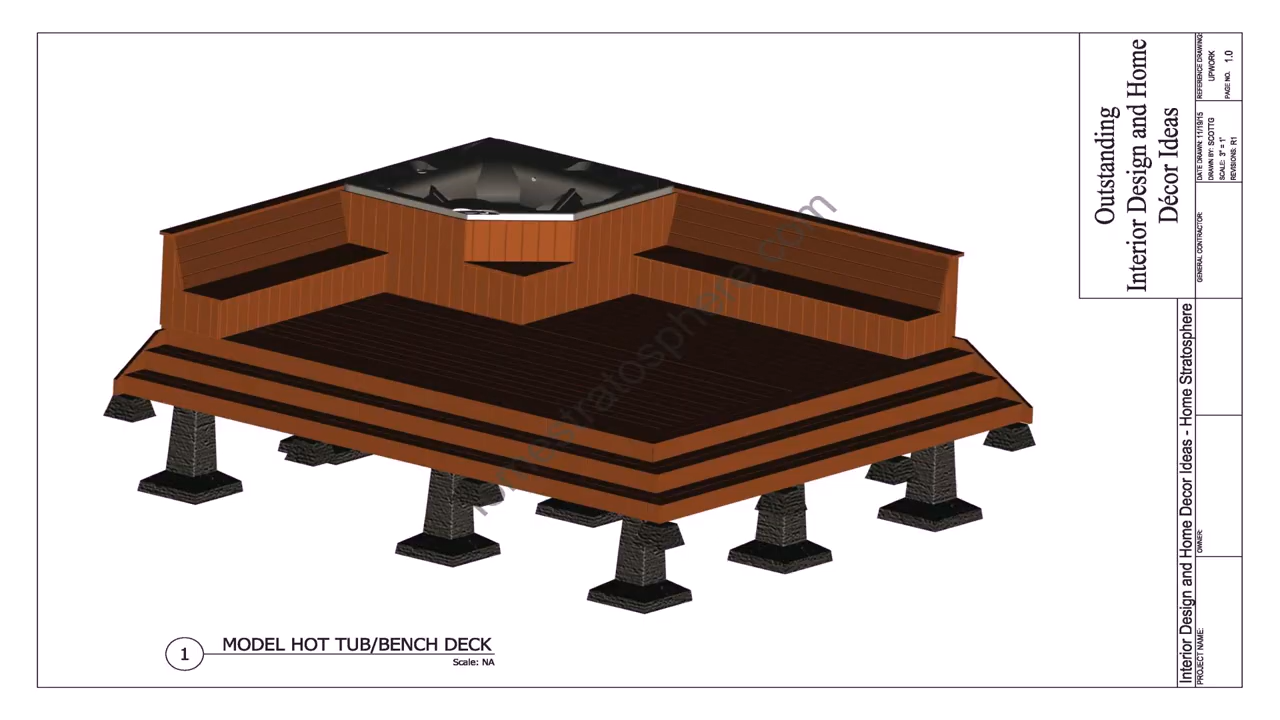 Outstanding
Interior Design and Home
Décor Ideas
REFERENCE DRAWING:
UPWORK
PAGE NO. 1.0
DATE DRAWN: 11/19/15
DRAWN BY: SCOTTG
SCALE: 3" = 1'
REVISIONS: R1
GENERAL CONTRACTOR:
Interior Design and Home Decor Ideas - Home Stratosphere
OWNER:
PROJECT NAME:
homestratosphere.com
1
MODEL HOT TUB/BENCH DECK
Scale: NA